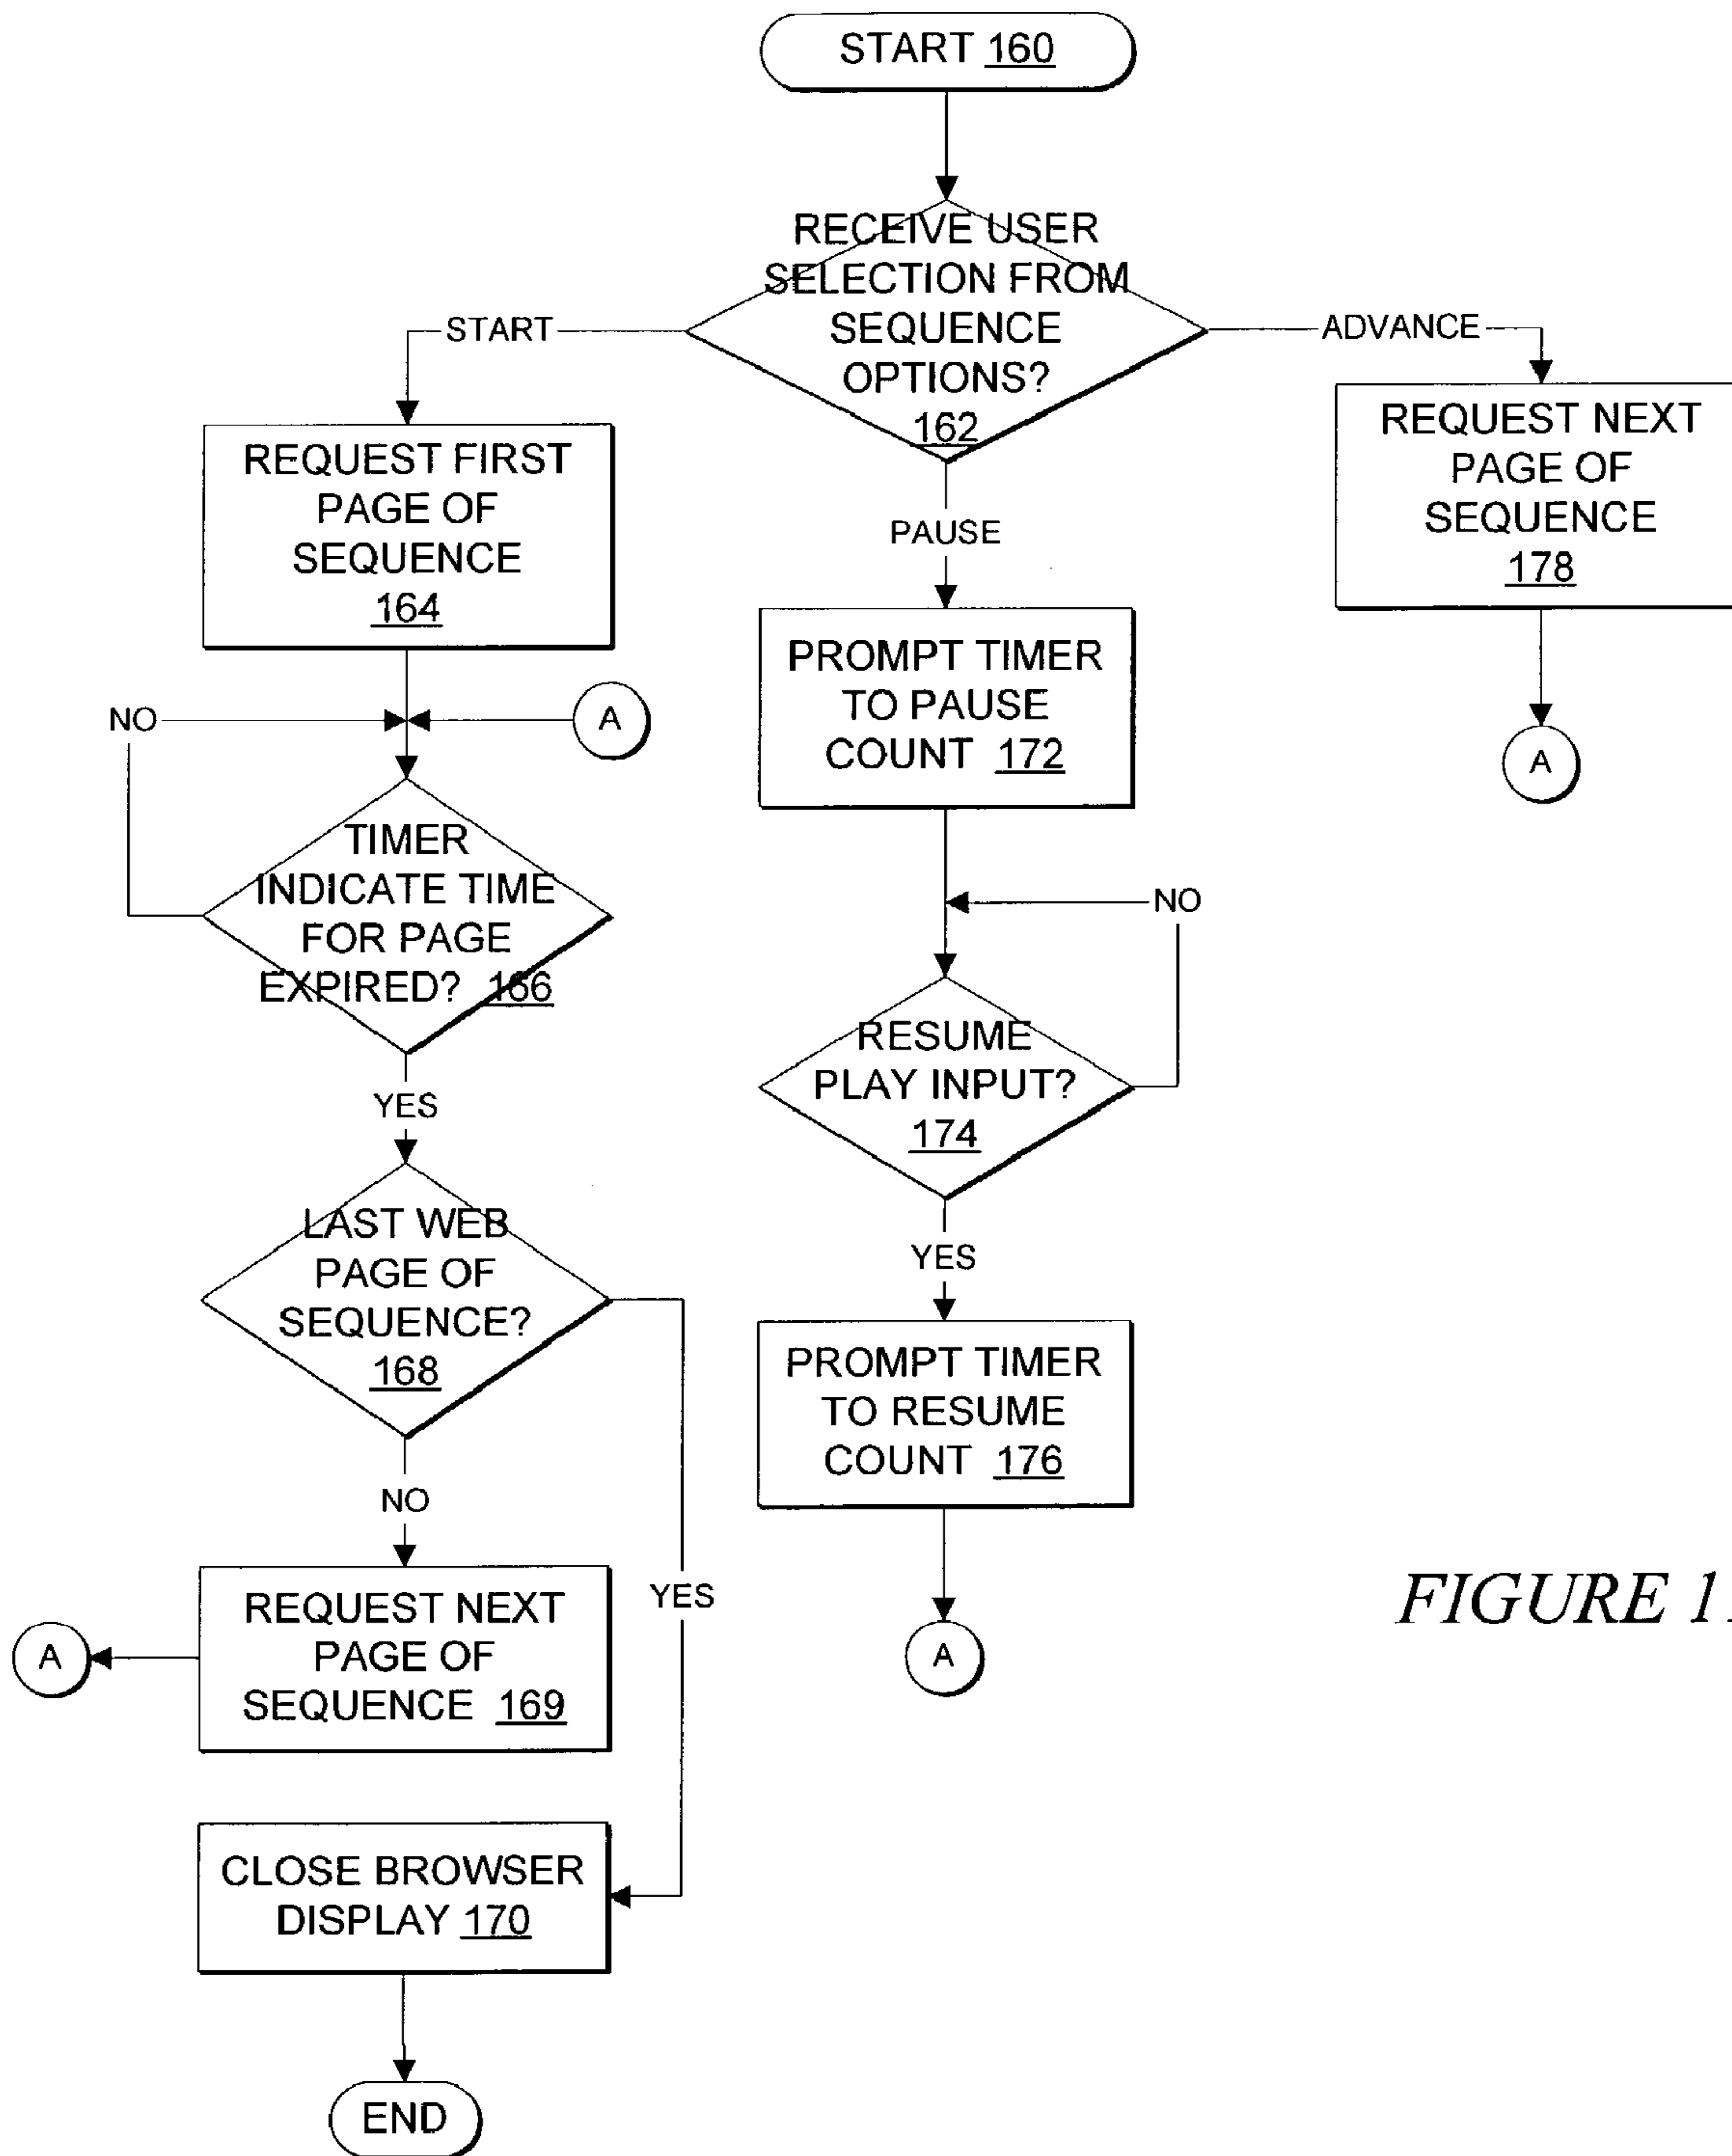 START 160
RECEIVE USER
SELECTION FROM
SEQUENCE
OPTIONS?
162
START
PAUSE
ADVANCE
REQUEST FIRST
PAGE OF
SEQUENCE
164
NO
A
TIMER
INDICATE TIME
FOR PAGE
EXPIRED? 166
YES
LAST WEB
PAGE OF
SEQUENCE?
168
NO
YES
REQUEST NEXT
PAGE OF
SEQUENCE 169
A
CLOSE BROWSER
DISPLAY 170
END
PROMPT TIMER
TO PAUSE
COUNT 172
NO
RESUME
PLAY INPUT?
174
YES
PROMPT TIMER
TO RESUME
COUNT 176
A
REQUEST NEXT
PAGE OF
SEQUENCE
178
A
FIGURE 1